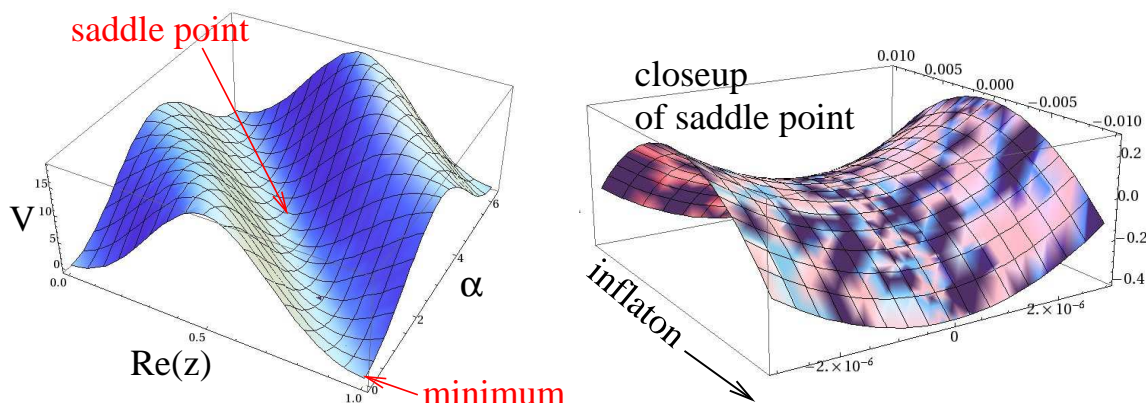 saddle point
15
10
5
0
V
0.0
0.5
1.0
Re(z)
0
2
4
6
α
minimum
closeup
of saddle point
0.010
0.005
0.000
−0.005
−0.010
0.2
0.0
−0.2
−0.4
−2.×10⁻⁶
0
2.×10⁻⁶
inflaton